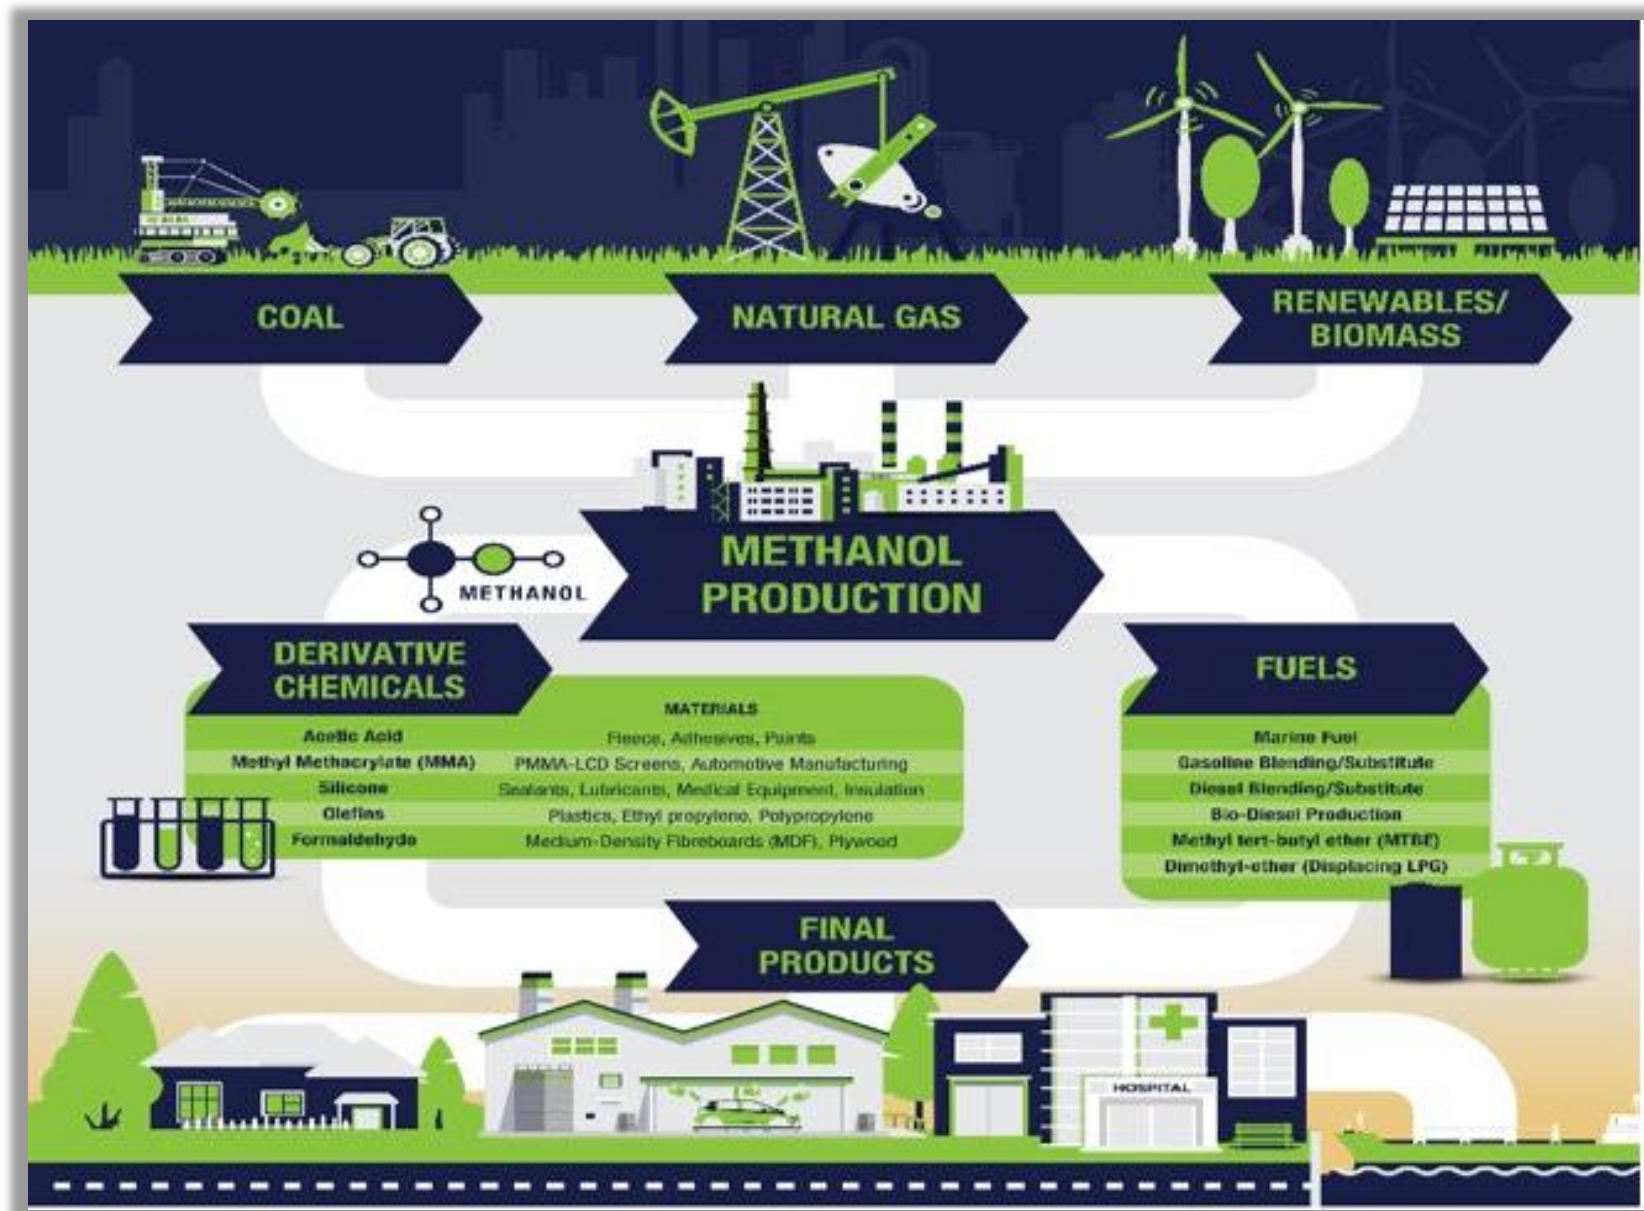 COAL
NATURAL GAS
RENEWABLES/
BIOMASS
METHANOL
METHANOL
PRODUCTION
DERIVATIVE
CHEMICALS
MATERIALS
Acetic Acid Fleece, Adhesives, Paints
Methyl Methacrylate (MMA) PMMA-LCD Screens, Automotive Manufacturing
Silicone Sealants, Lubricants, Medical Equipment, Insulation
Olefins Plastics, Ethyl propylene, Polypropylene
Formaldehyde Medium-Density Fibreboards (MDF), Plywood
FUELS
Marine Fuel
Gasoline Blending/Substitute
Diesel Blending/Substitute
Bio-Diesel Production
Methyl tert-butyl ether (MTBE)
Dimethyl-ether (Displacing LPG)
FINAL
PRODUCTS
HOSPITAL